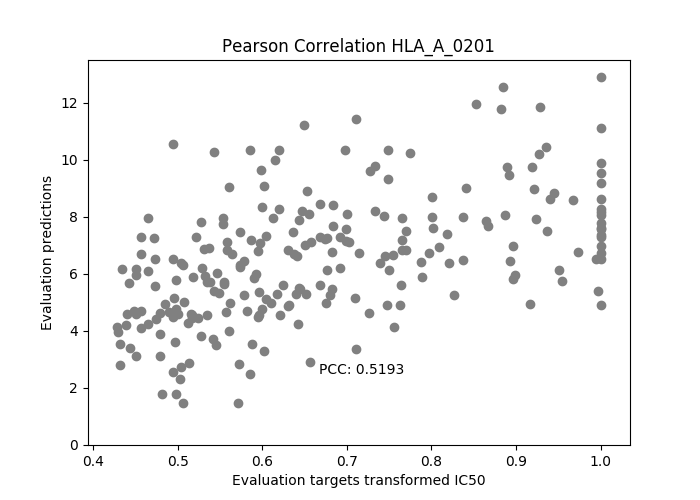 Pearson Correlation HLA_A_0201
Evaluation predictions
12
10
8
6
4
2
0
PCC: 0.5193
0.4 0.5 0.6 0.7 0.8 0.9 1.0
Evaluation targets transformed IC50